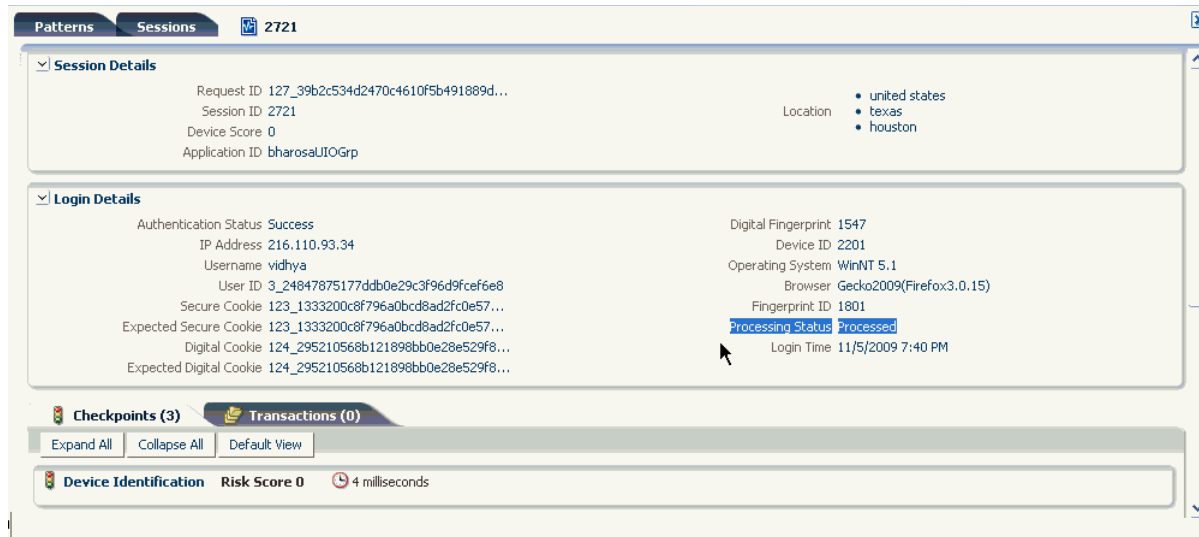 Patterns Sessions 2721
Session Details
Request ID 127_39b2c534d2470c4610f5b491889d...
Session ID 2721
Device Score 0
Application ID bharosaUIOGrp
Location
• united states
• texas
• houston
Login Details
Authentication Status Success
IP Address 216.110.93.34
Username vidhya
User ID 3_24847875177ddb0e29c3f96d9fcef6e8
Secure Cookie 123_1333200c8f796a0bcd8ad2fc0e57...
Expected Secure Cookie 123_1333200c8f796a0bcd8ad2fc0e57...
Digital Cookie 124_295210568b121898bb0e28e529f8...
Expected Digital Cookie 124_295210568b121898bb0e28e529f8...
Digital Fingerprint 1547
Device ID 2201
Operating System WinNT 5.1
Browser Gecko2009(Firefox3.0.15)
Fingerprint ID 1801
Processing Status Processed
Login Time 11/5/2009 7:40 PM
Checkpoints (3) Transactions (0)
Expand All Collapse All Default View
Device Identification Risk Score 0 4 milliseconds